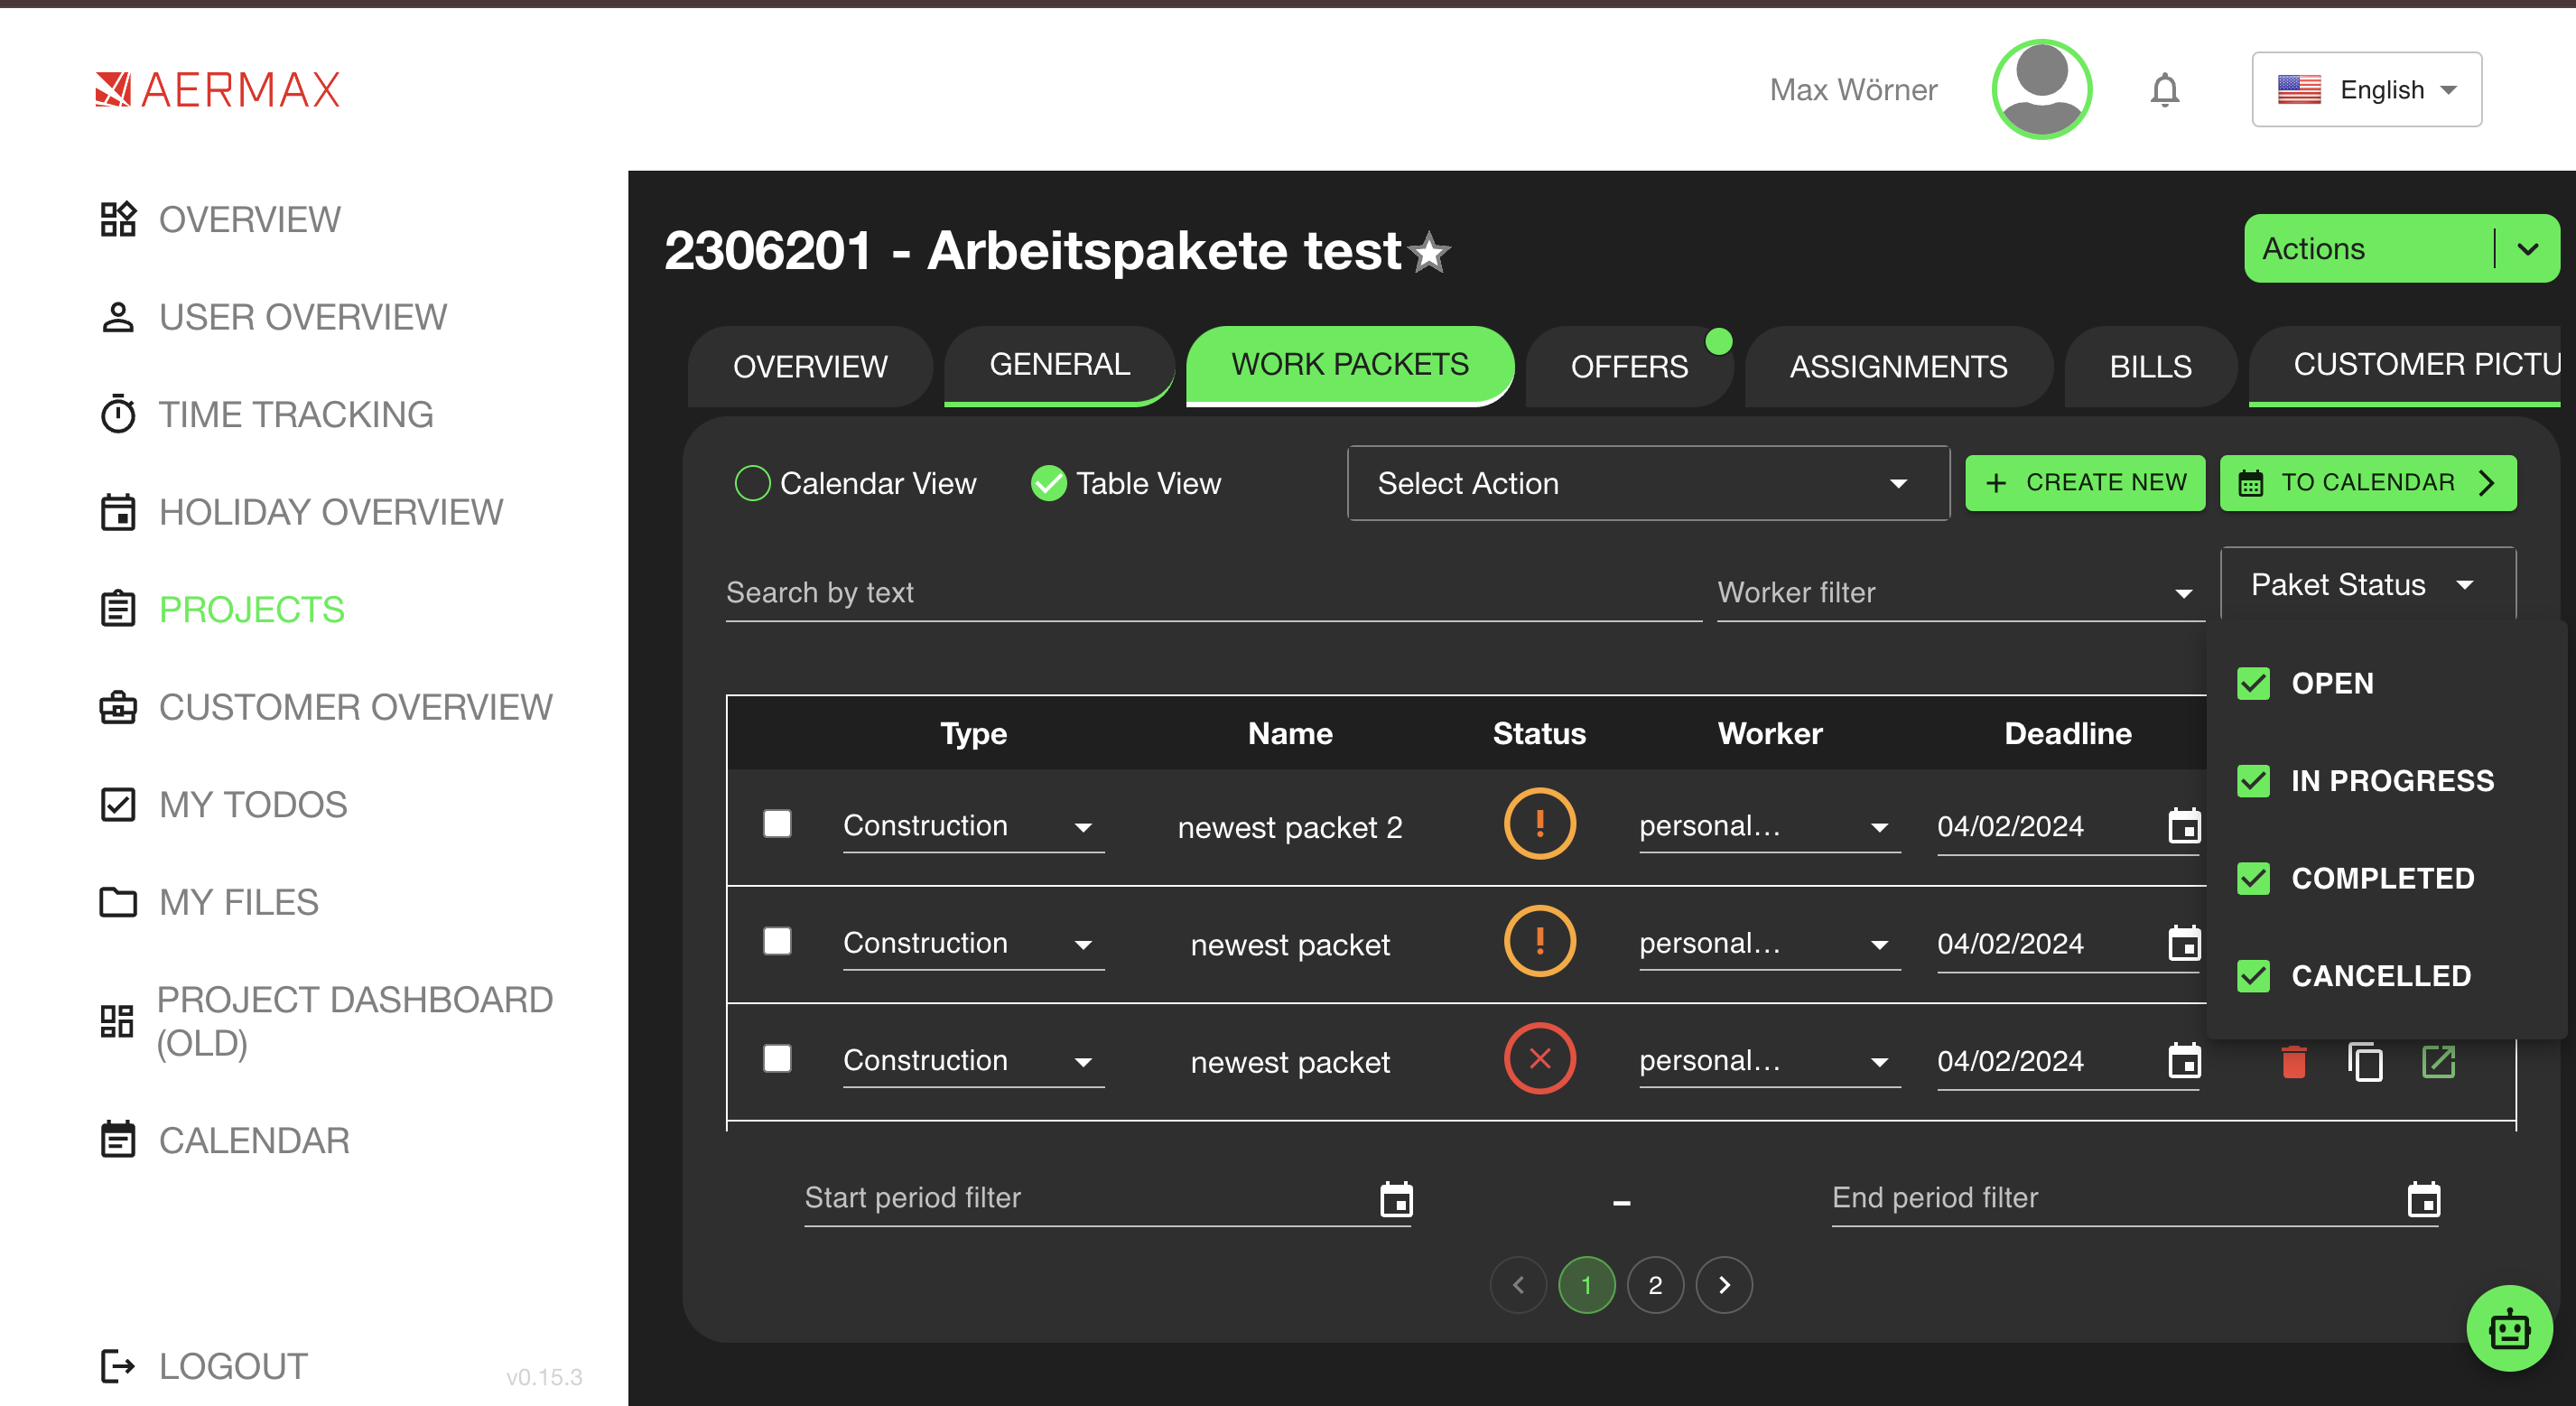 AERMAX
Max Wörner
English
OVERVIEW
USER OVERVIEW
TIME TRACKING
HOLIDAY OVERVIEW
PROJECTS
CUSTOMER OVERVIEW
MY TODOS
MY FILES
PROJECT DASHBOARD
(OLD)
CALENDAR
LOGOUT
v0.15.3
2306201 - Arbeitspakete test
Actions
OVERVIEW GENERAL WORK PACKETS OFFERS ASSIGNMENTS BILLS CUSTOMER PICTU
Calendar View Table View Select Action + CREATE NEW TO CALENDAR
Search by text Worker filter Paket Status
OPEN
IN PROGRESS
COMPLETED
CANCELLED
Type Name Status Worker Deadline
Construction newest packet 2 ! personal... 04/02/2024
Construction newest packet ! personal... 04/02/2024
Construction newest packet personal... 04/02/2024
Start period filter – End period filter
1 2